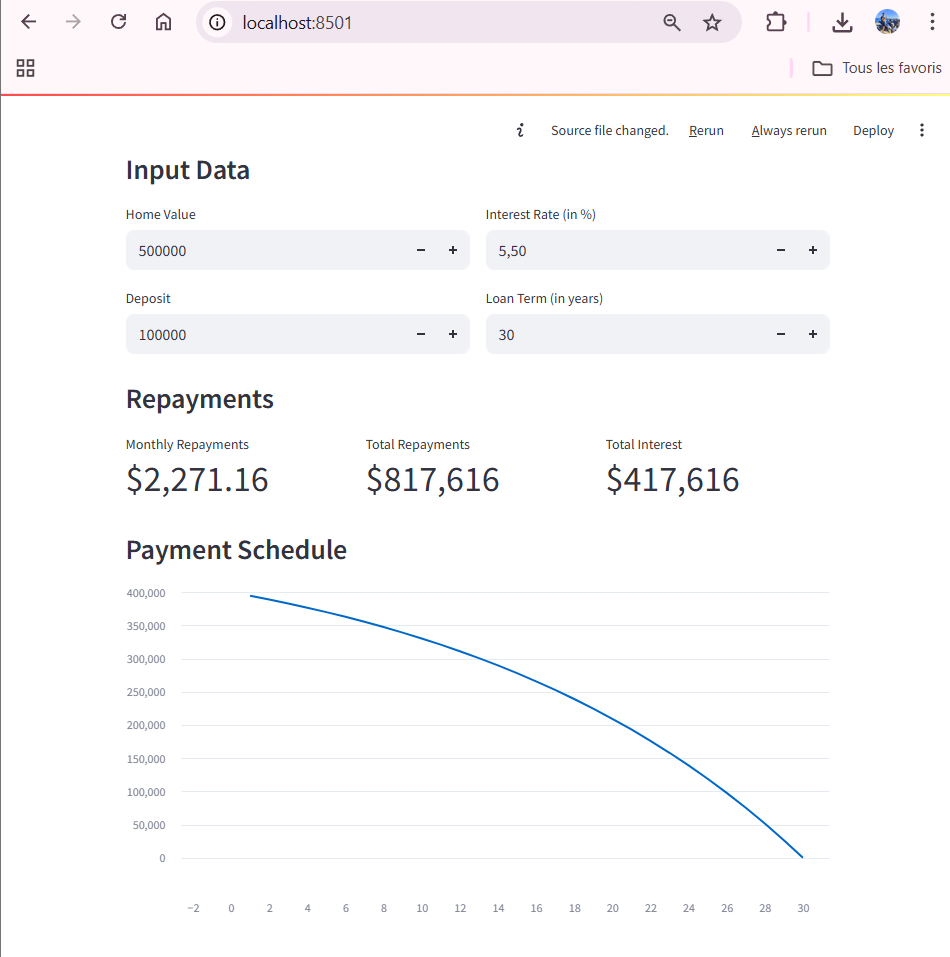 localhost:8501
Tous les favoris
Source file changed. Rerun Always rerun Deploy
Input Data
Home Value Interest Rate (in %)
500000 − + 5,50 − +
Deposit Loan Term (in years)
100000 − + 30 − +
Repayments
Monthly Repayments Total Repayments Total Interest
$2,271.16 $817,616 $417,616
Payment Schedule
400,000
350,000
300,000
250,000
200,000
150,000
100,000
50,000
0
−2 0 2 4 6 8 10 12 14 16 18 20 22 24 26 28 30